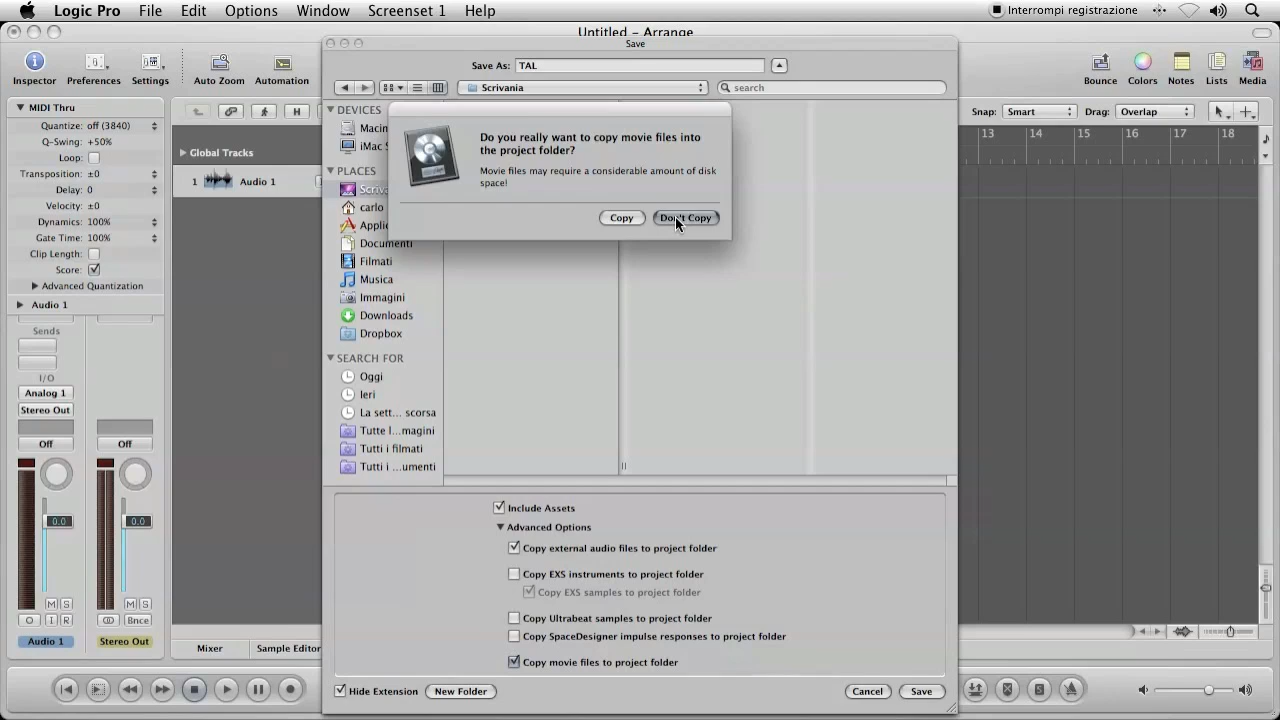 Logic Pro File Edit Options Window Screenset 1 Help
Interrompi registrazione
Untitled - Arrange
Save
Inspector Preferences Settings Auto Zoom Automation
Bounce Colors Notes Lists Media
Save As: TAL
Scrivania
search
MIDI Thru
Quantize: off (3840)
Q-Swing: +50%
Loop:
Transposition: ±0
Delay: 0
Velocity: ±0
Dynamics: 100%
Gate Time: 100%
Clip Length:
Score:
Advanced Quantization
Audio 1
H
Global Tracks
1 Audio 1
Snap: Smart Drag: Overlap
13 14 15 16 17 18
DEVICES
Macin
iMac S
PLACES
Scriva
carlo
Applic
Documenti
Filmati
Musica
Immagini
Downloads
Dropbox
SEARCH FOR
Oggi
Ieri
La sett... scorsa
Tutte l...magini
Tutti i filmati
Tutti i ...umenti
Do you really want to copy movie files into
the project folder?
Movie files may require a considerable amount of disk
space!
Copy Don't Copy
Include Assets
Advanced Options
Copy external audio files to project folder
Copy EXS instruments to project folder
Copy EXS samples to project folder
Copy Ultrabeat samples to project folder
Copy SpaceDesigner impulse responses to project folder
Copy movie files to project folder
Hide Extension New Folder Cancel Save
Sends
I/O
Analog 1
Stereo Out
Off Off
0.0 0.0
M S M S
I R Bnce
Audio 1 Stereo Out
Mixer Sample Editor